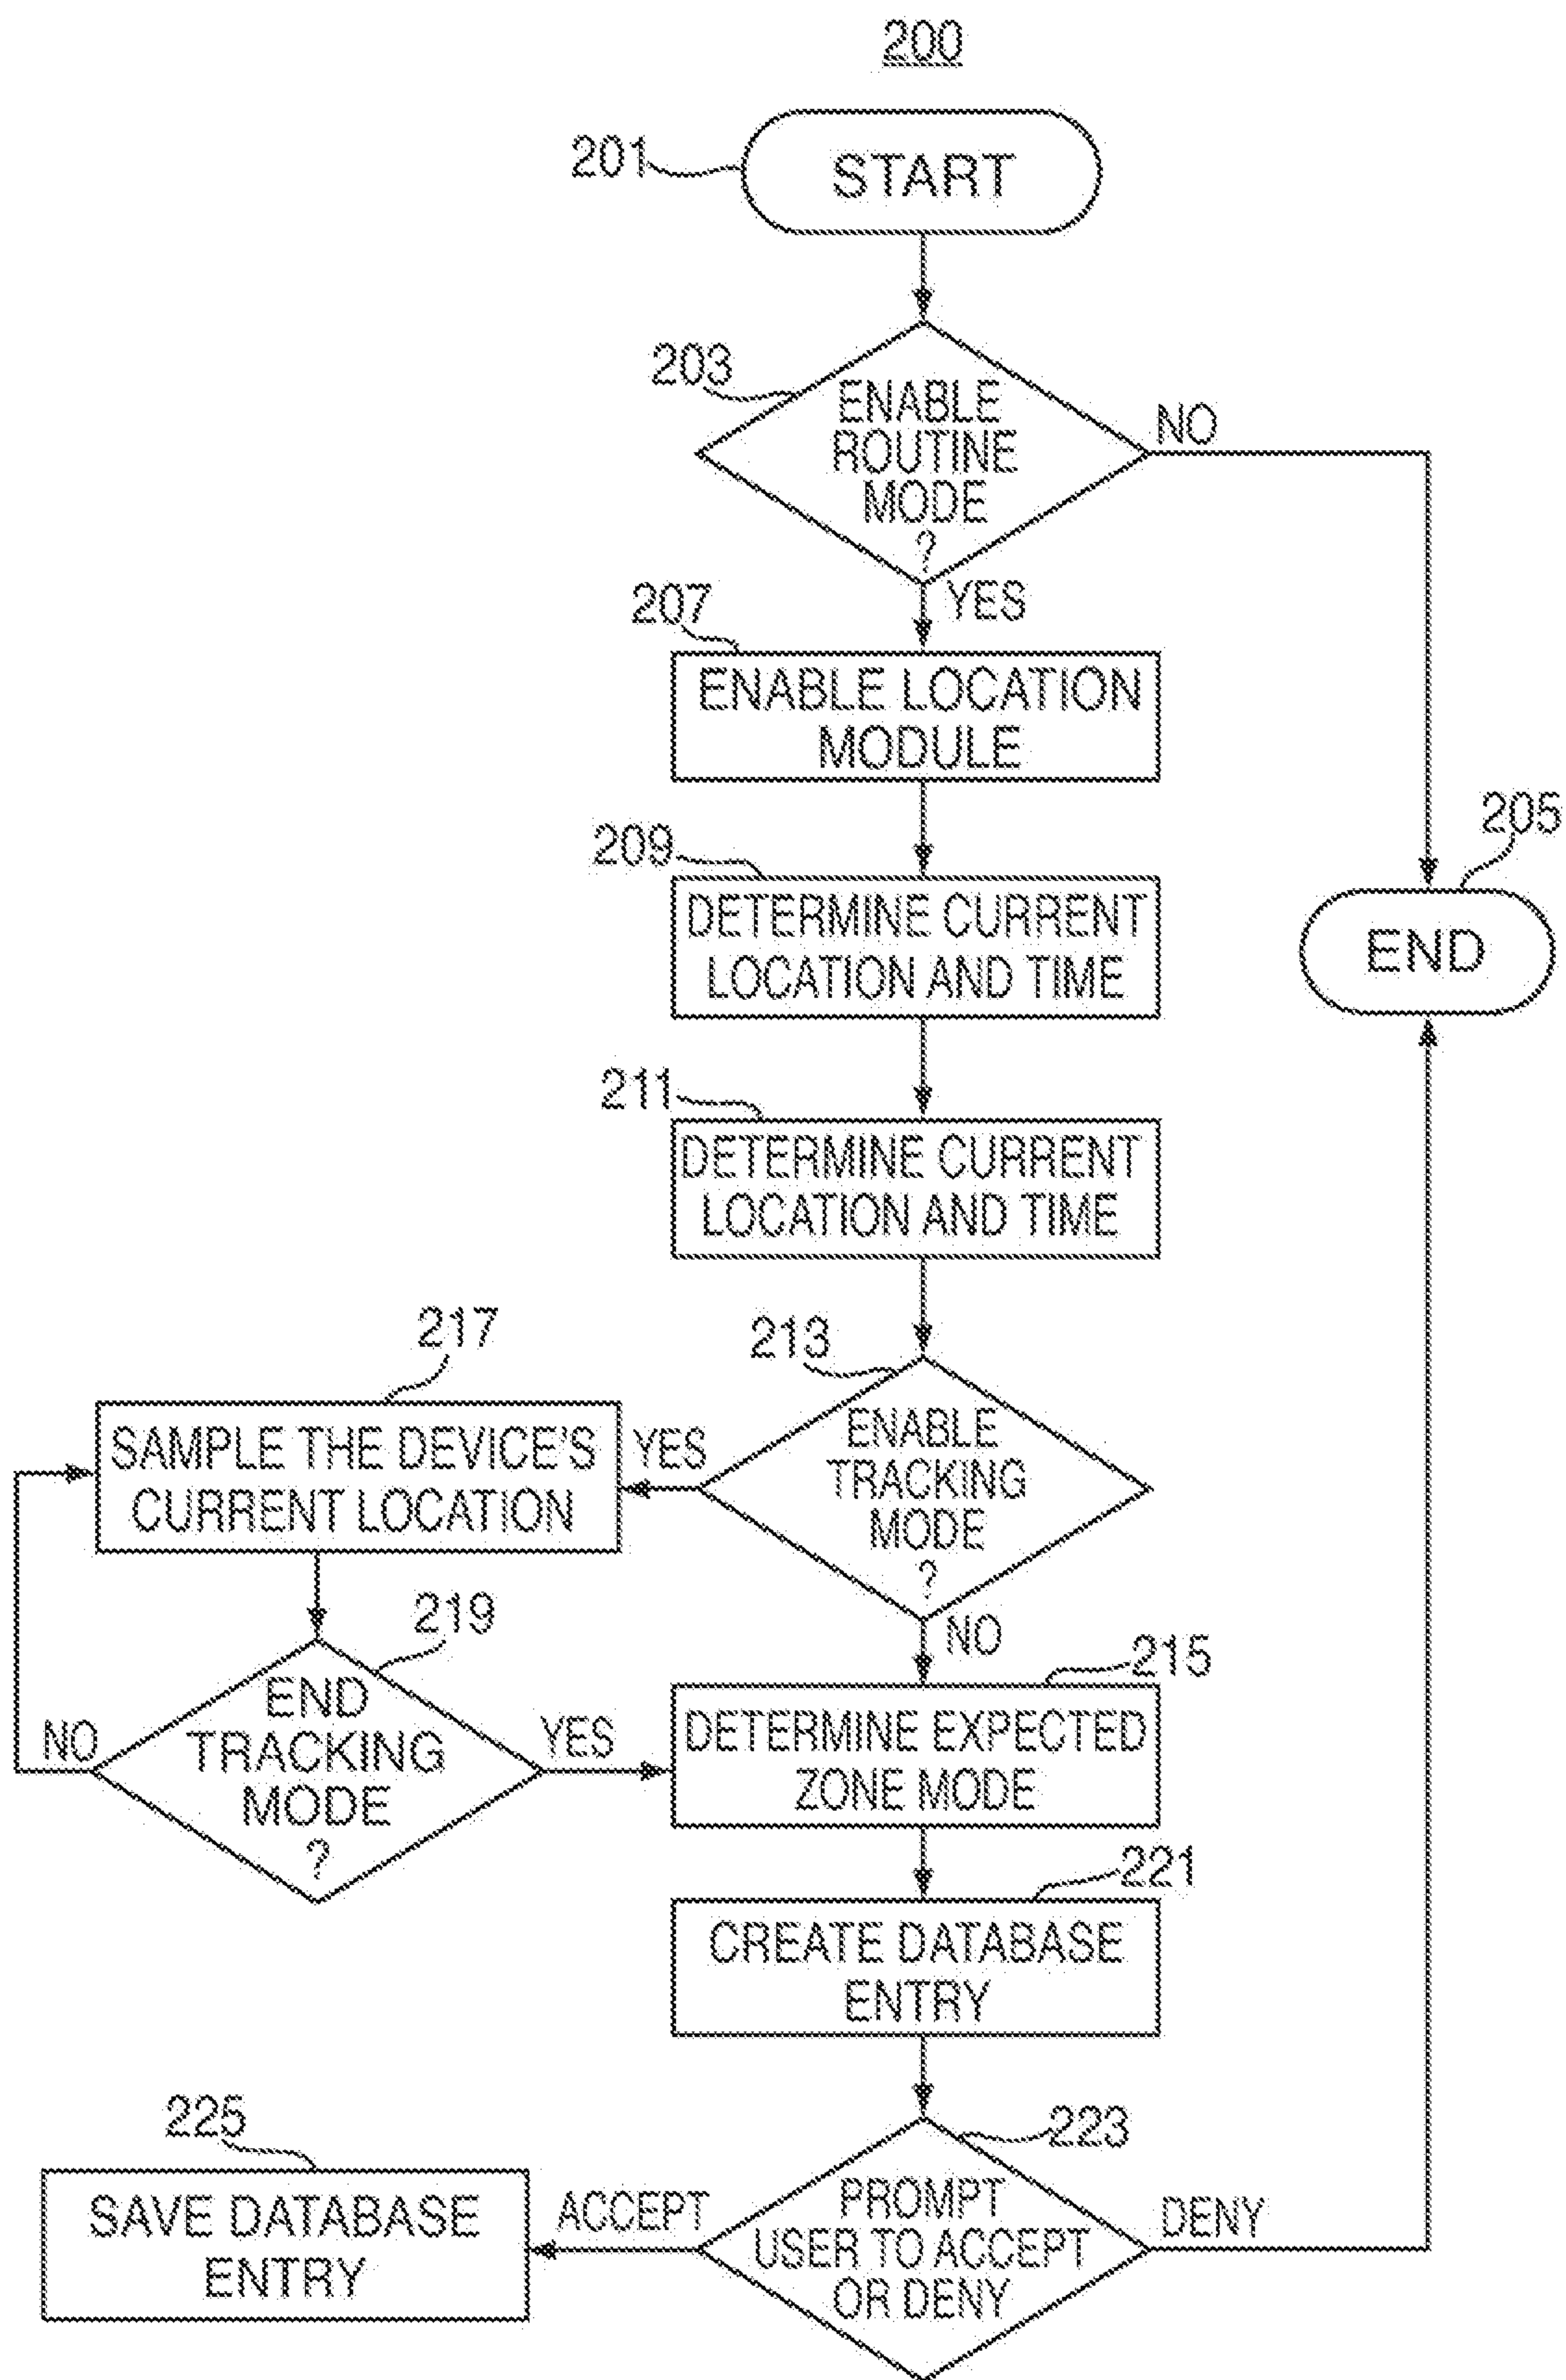 200
201
START
203
ENABLE
ROUTINE
MODE
?
NO
YES
207
ENABLE LOCATION
MODULE
205
END
209
DETERMINE CURRENT
LOCATION AND TIME
211
DETERMINE CURRENT
LOCATION AND TIME
213
ENABLE
TRACKING
MODE
?
YES
NO
217
SAMPLE THE DEVICE'S
CURRENT LOCATION
219
END
TRACKING
MODE
?
NO
YES
215
DETERMINE EXPECTED
ZONE MODE
221
CREATE DATABASE
ENTRY
223
PROMPT
USER TO ACCEPT
OR DENY
ACCEPT
DENY
225
SAVE DATABASE
ENTRY